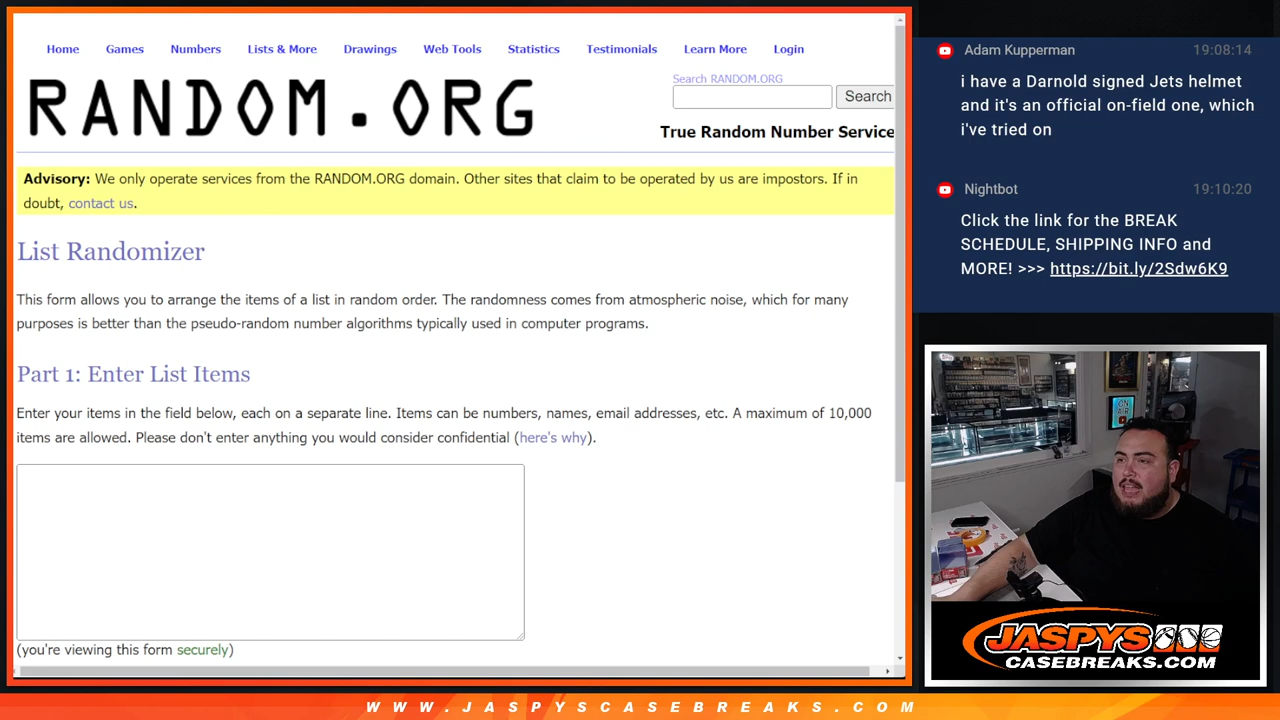 Home Games Numbers Lists & More Drawings Web Tools Statistics Testimonials Learn More Login
RANDOM.ORG
Search RANDOM.ORG
Search
True Random Number Service
Advisory: We only operate services from the RANDOM.ORG domain. Other sites that claim to be operated by us are impostors. If in
doubt, contact us.
List Randomizer
This form allows you to arrange the items of a list in random order. The randomness comes from atmospheric noise, which for many
purposes is better than the pseudo-random number algorithms typically used in computer programs.
Part 1: Enter List Items
Enter your items in the field below, each on a separate line. Items can be numbers, names, email addresses, etc. A maximum of 10,000
items are allowed. Please don't enter anything you would consider confidential (here's why).
(you're viewing this form securely)
Adam Kupperman 19:08:14
i have a Darnold signed Jets helmet
and it's an official on-field one, which
i've tried on
Nightbot 19:10:20
Click the link for the BREAK
SCHEDULE, SHIPPING INFO and
MORE! >>> https://bit.ly/2Sdw6K9
ON
AIR
JASPYS
CASEBREAKS.COM
WWW.JASPYSCASEBREAKS.COM